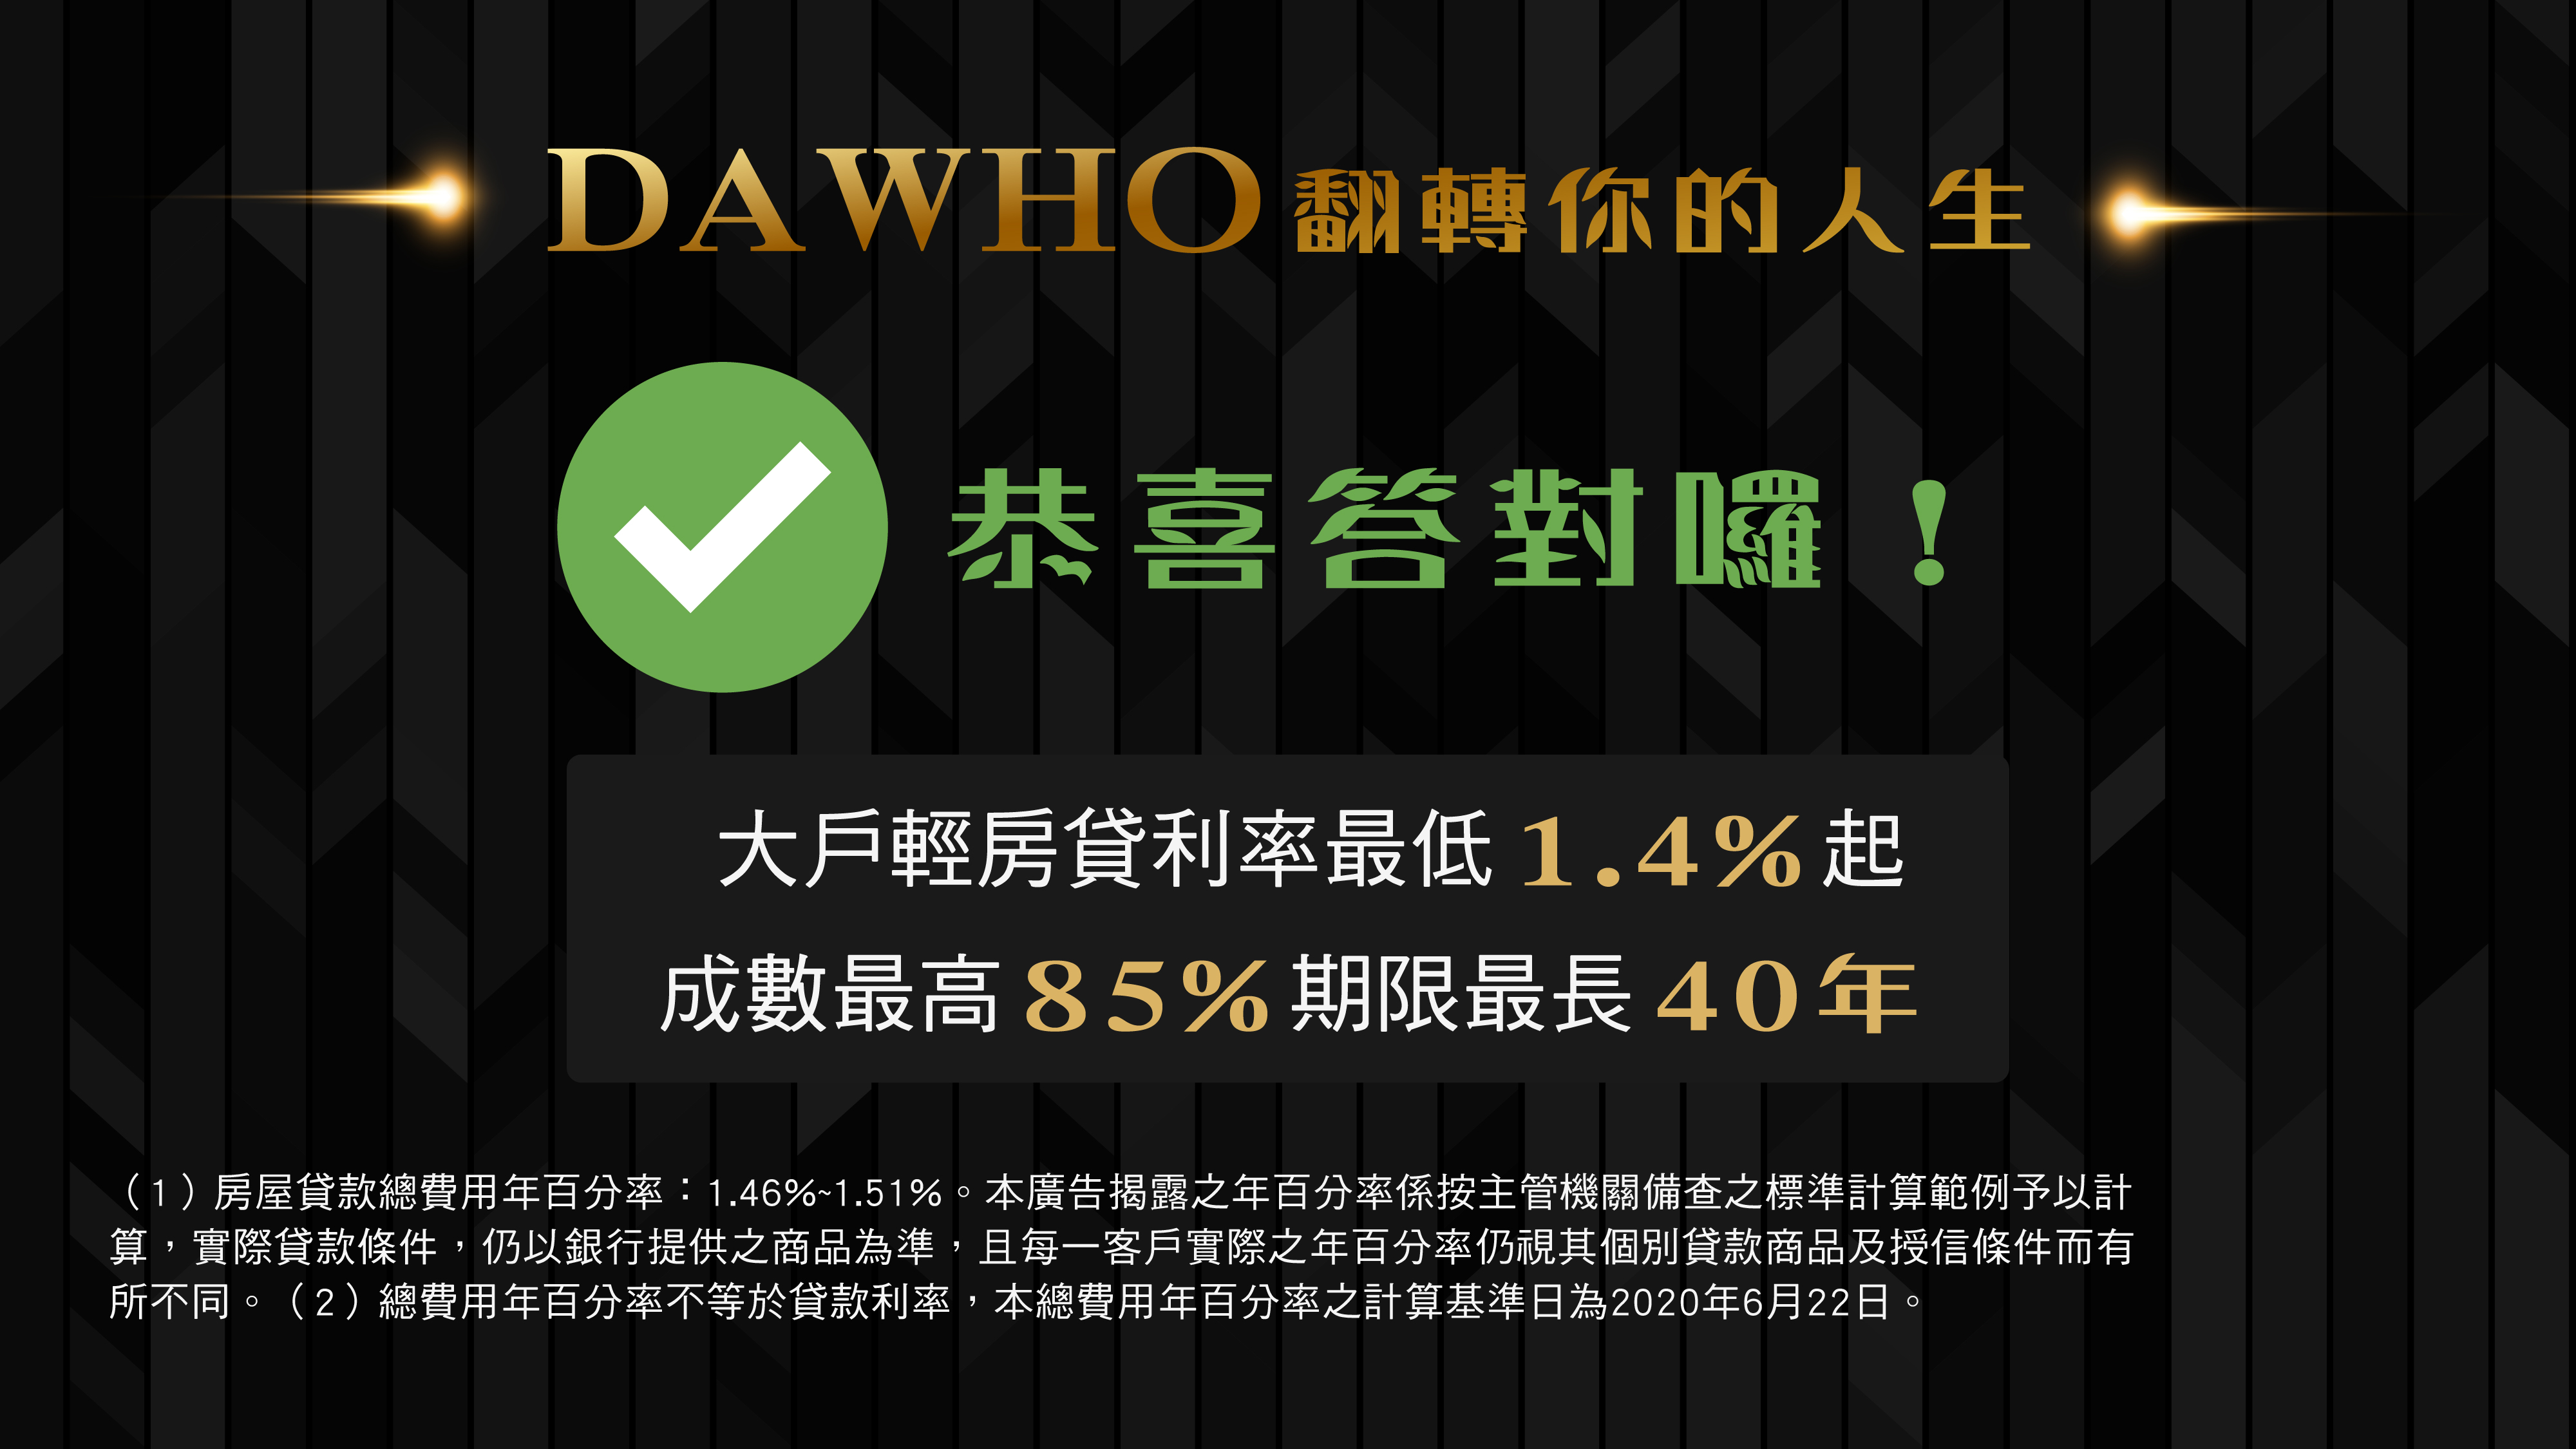 DAWHO 翻轉你的人生
恭喜答對囉！
大戶輕房貸利率最低 1.4% 起
成數最高 85% 期限最長 40年
（1）房屋貸款總費用年百分率：1.46%~1.51%。本廣告揭露之年百分率係按主管機關備查之標準計算範例予以計
算，實際貸款條件，仍以銀行提供之商品為準，且每一客戶實際之年百分率仍視其個別貸款商品及授信條件而有
所不同。（2）總費用年百分率不等於貸款利率，本總費用年百分率之計算基準日為2020年6月22日。